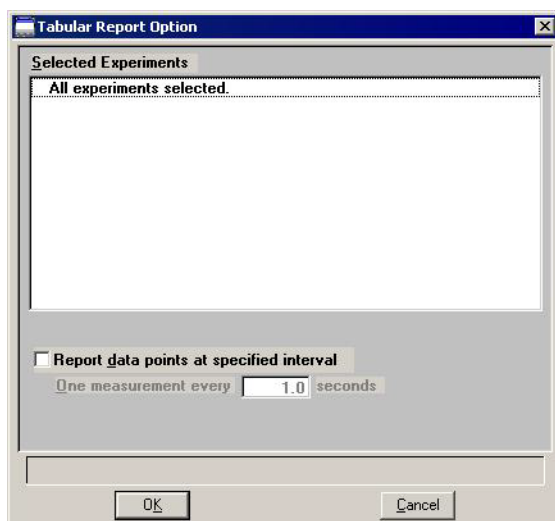 Tabular Report Option
Selected Experiments
All experiments selected.
Report data points at specified interval
One measurement every 1.0 seconds
OK Cancel